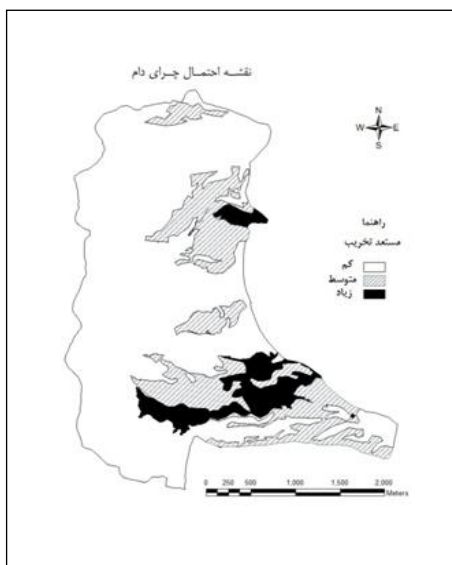 نقشه احتمال چرای دام
N
W E
S
راهنما
مستعد تخریب
کم
متوسط
زیاد
0 250 500 1,000 1,500 2,000
Meters